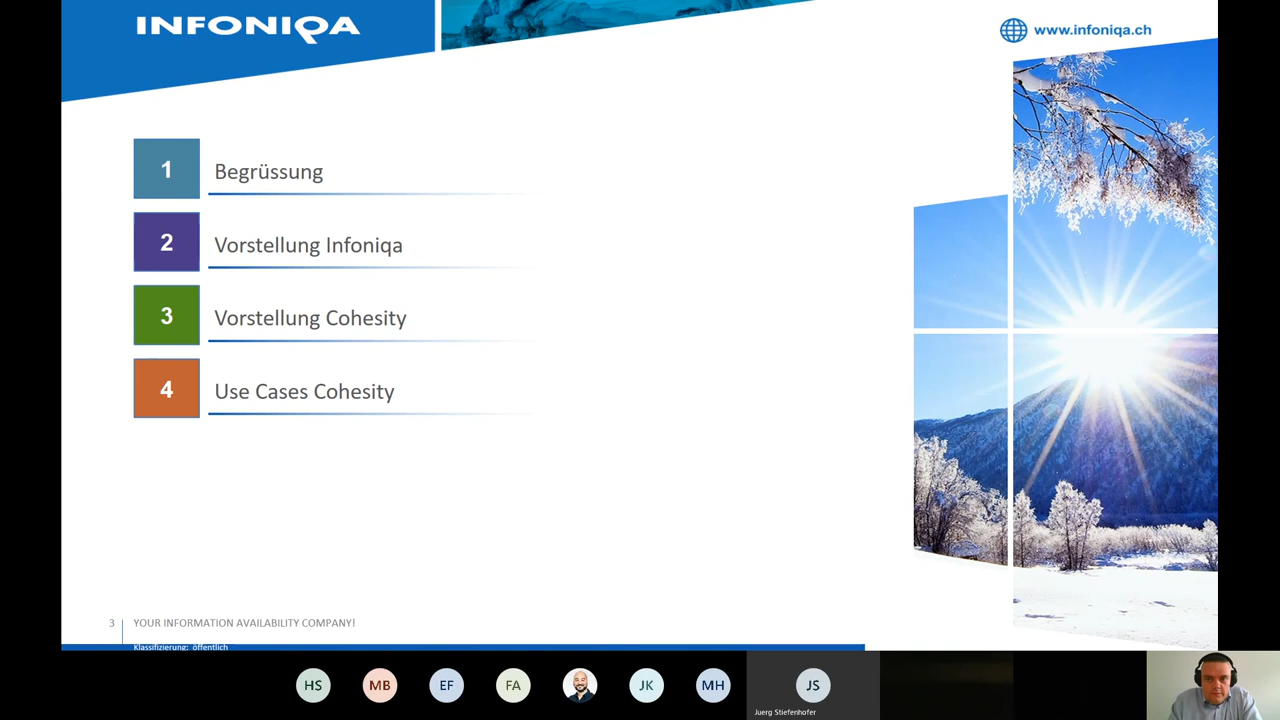 INFONIQA
www.infoniqa.ch
1 Begrüssung
2 Vorstellung Infoniqa
3 Vorstellung Cohesity
4 Use Cases Cohesity
3 YOUR INFORMATION AVAILABILITY COMPANY!
Klassifizierung: öffentlich
HS MB EF FA JK MH JS
Juerg Stiefenhofer